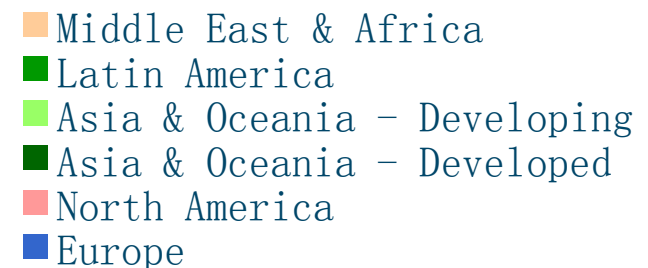 Middle East & Africa
Latin America
Asia & Oceania - Developing
Asia & Oceania - Developed
North America
Europe